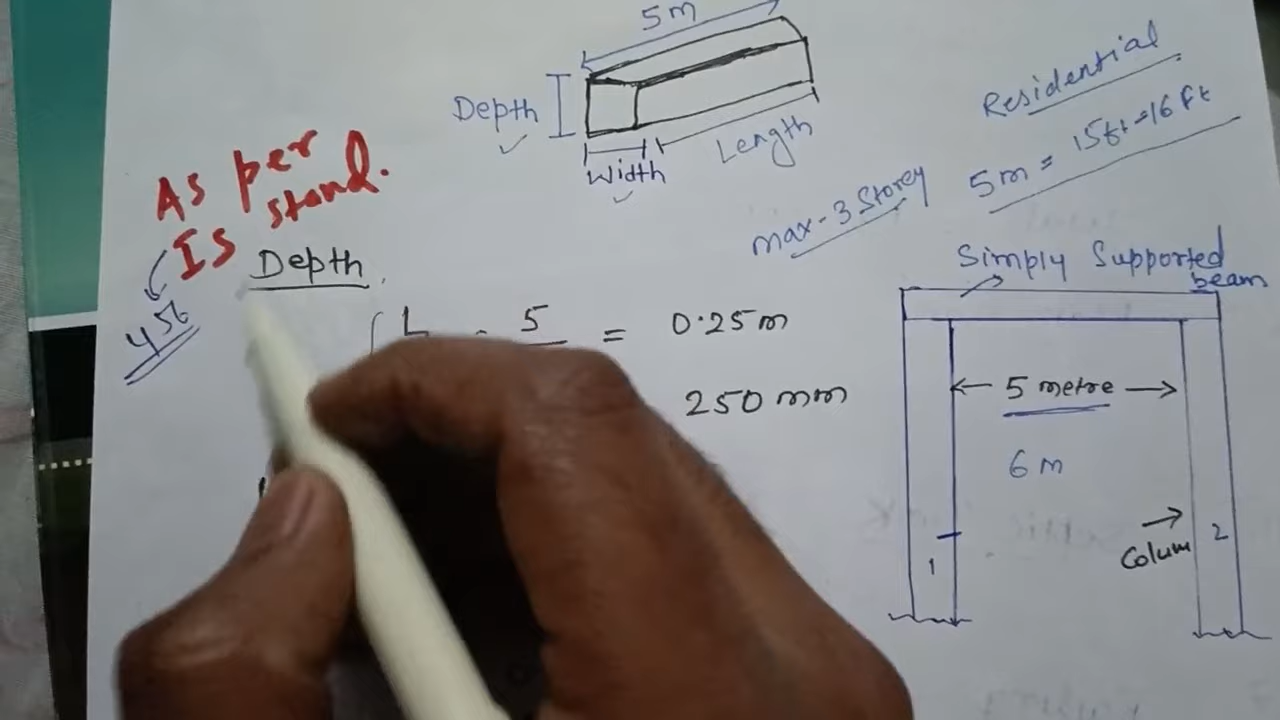 5m
Depth
Length
Width
Residential
5m = 15ft-16ft
max-3 Storey
As per
IS stand.
456
Depth
L 5 = 0.25m
250 mm
Simply Supported
beam
5 metre
6 m
Colum
1
2